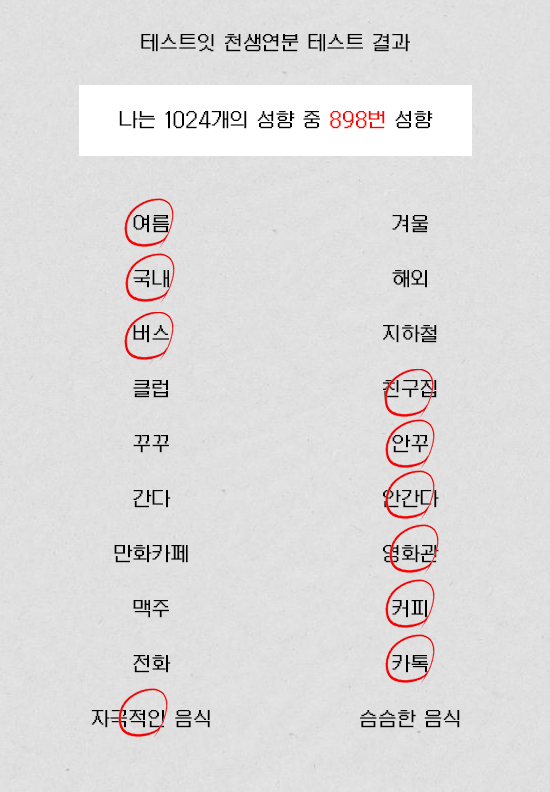 테스트잇 천생연분 테스트 결과
나는 1024개의 성향 중 898번 성향
여름 겨울
국내 해외
버스 지하철
클럽 친구집
꾸꾸 안꾸
간다 안간다
만화카페 영화관
맥주 커피
전화 카톡
자극적인 음식 슴슴한 음식